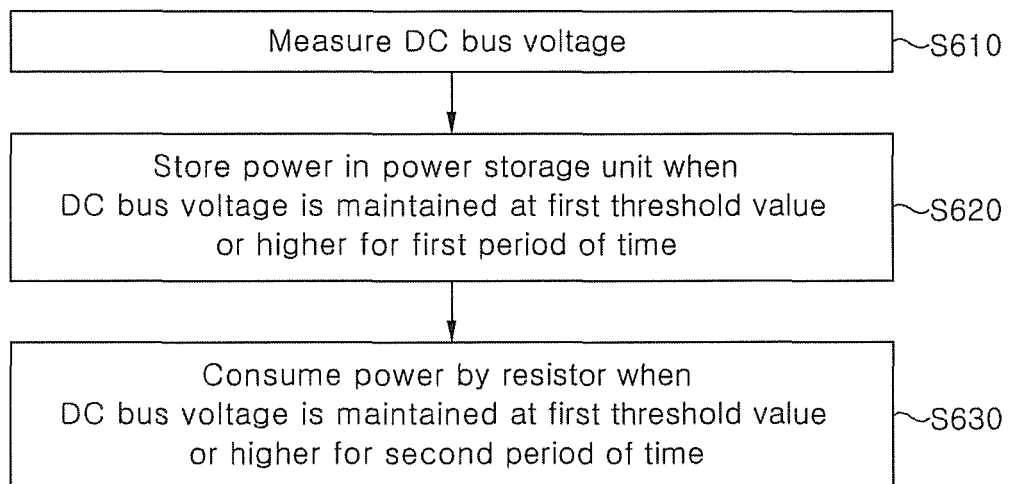 Measure DC bus voltage
S610
Store power in power storage unit when
DC bus voltage is maintained at first threshold value
or higher for first period of time
S620
Consume power by resistor when
DC bus voltage is maintained at first threshold value
or higher for second period of time
S630